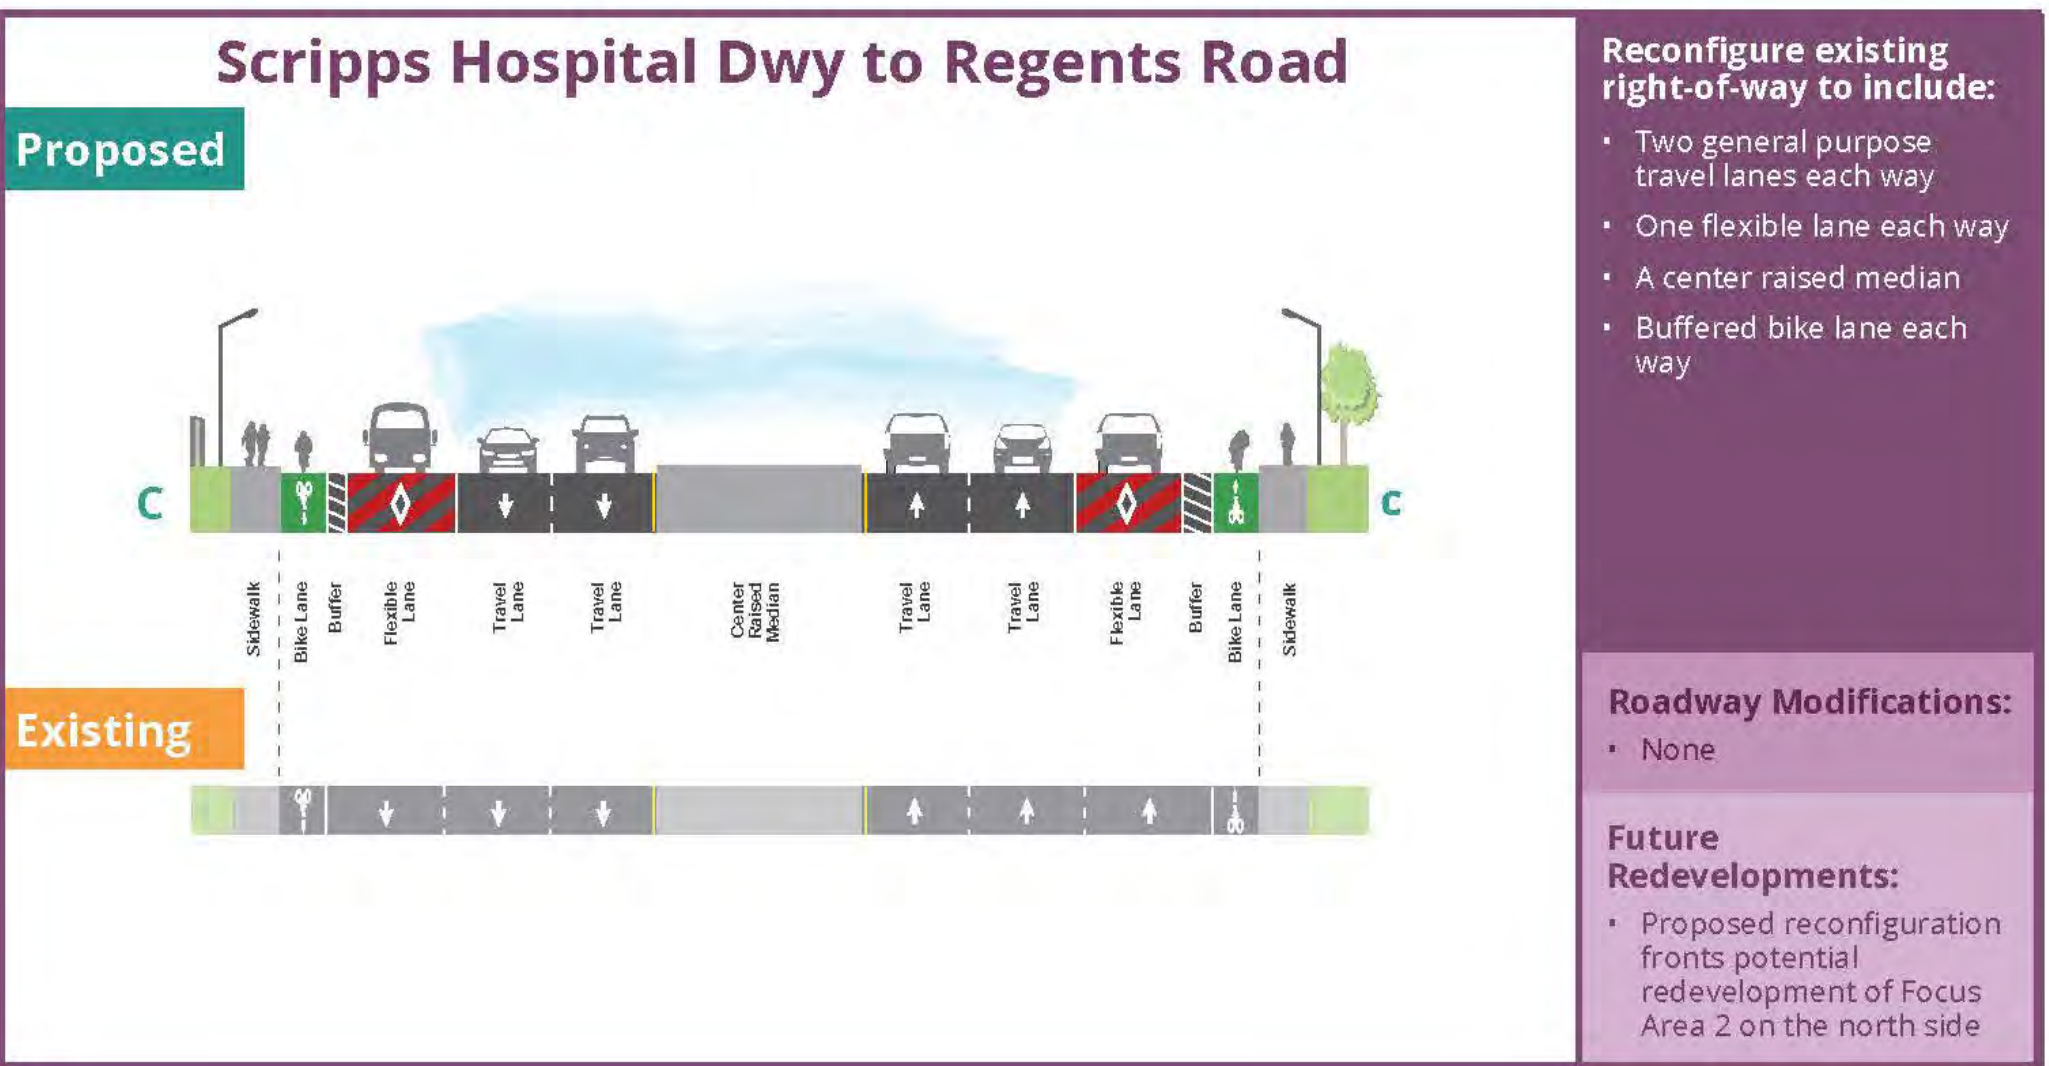 Scripps Hospital Dwy to Regents Road
Proposed
C
C
Sidewalk
Bike Lane
Buffer
Flexible
Lane
Travel
Lane
Travel
Lane
Center
Raised
Median
Travel
Lane
Travel
Lane
Flexible
Lane
Buffer
Bike Lane
Sidewalk
Existing
Reconfigure existing
right-of-way to include:
· Two general purpose
travel lanes each way
· One flexible lane each way
· A center raised median
· Buffered bike lane each
way
Roadway Modifications:
· None
Future
Redevelopments:
· Proposed reconfiguration
fronts potential
redevelopment of Focus
Area 2 on the north side